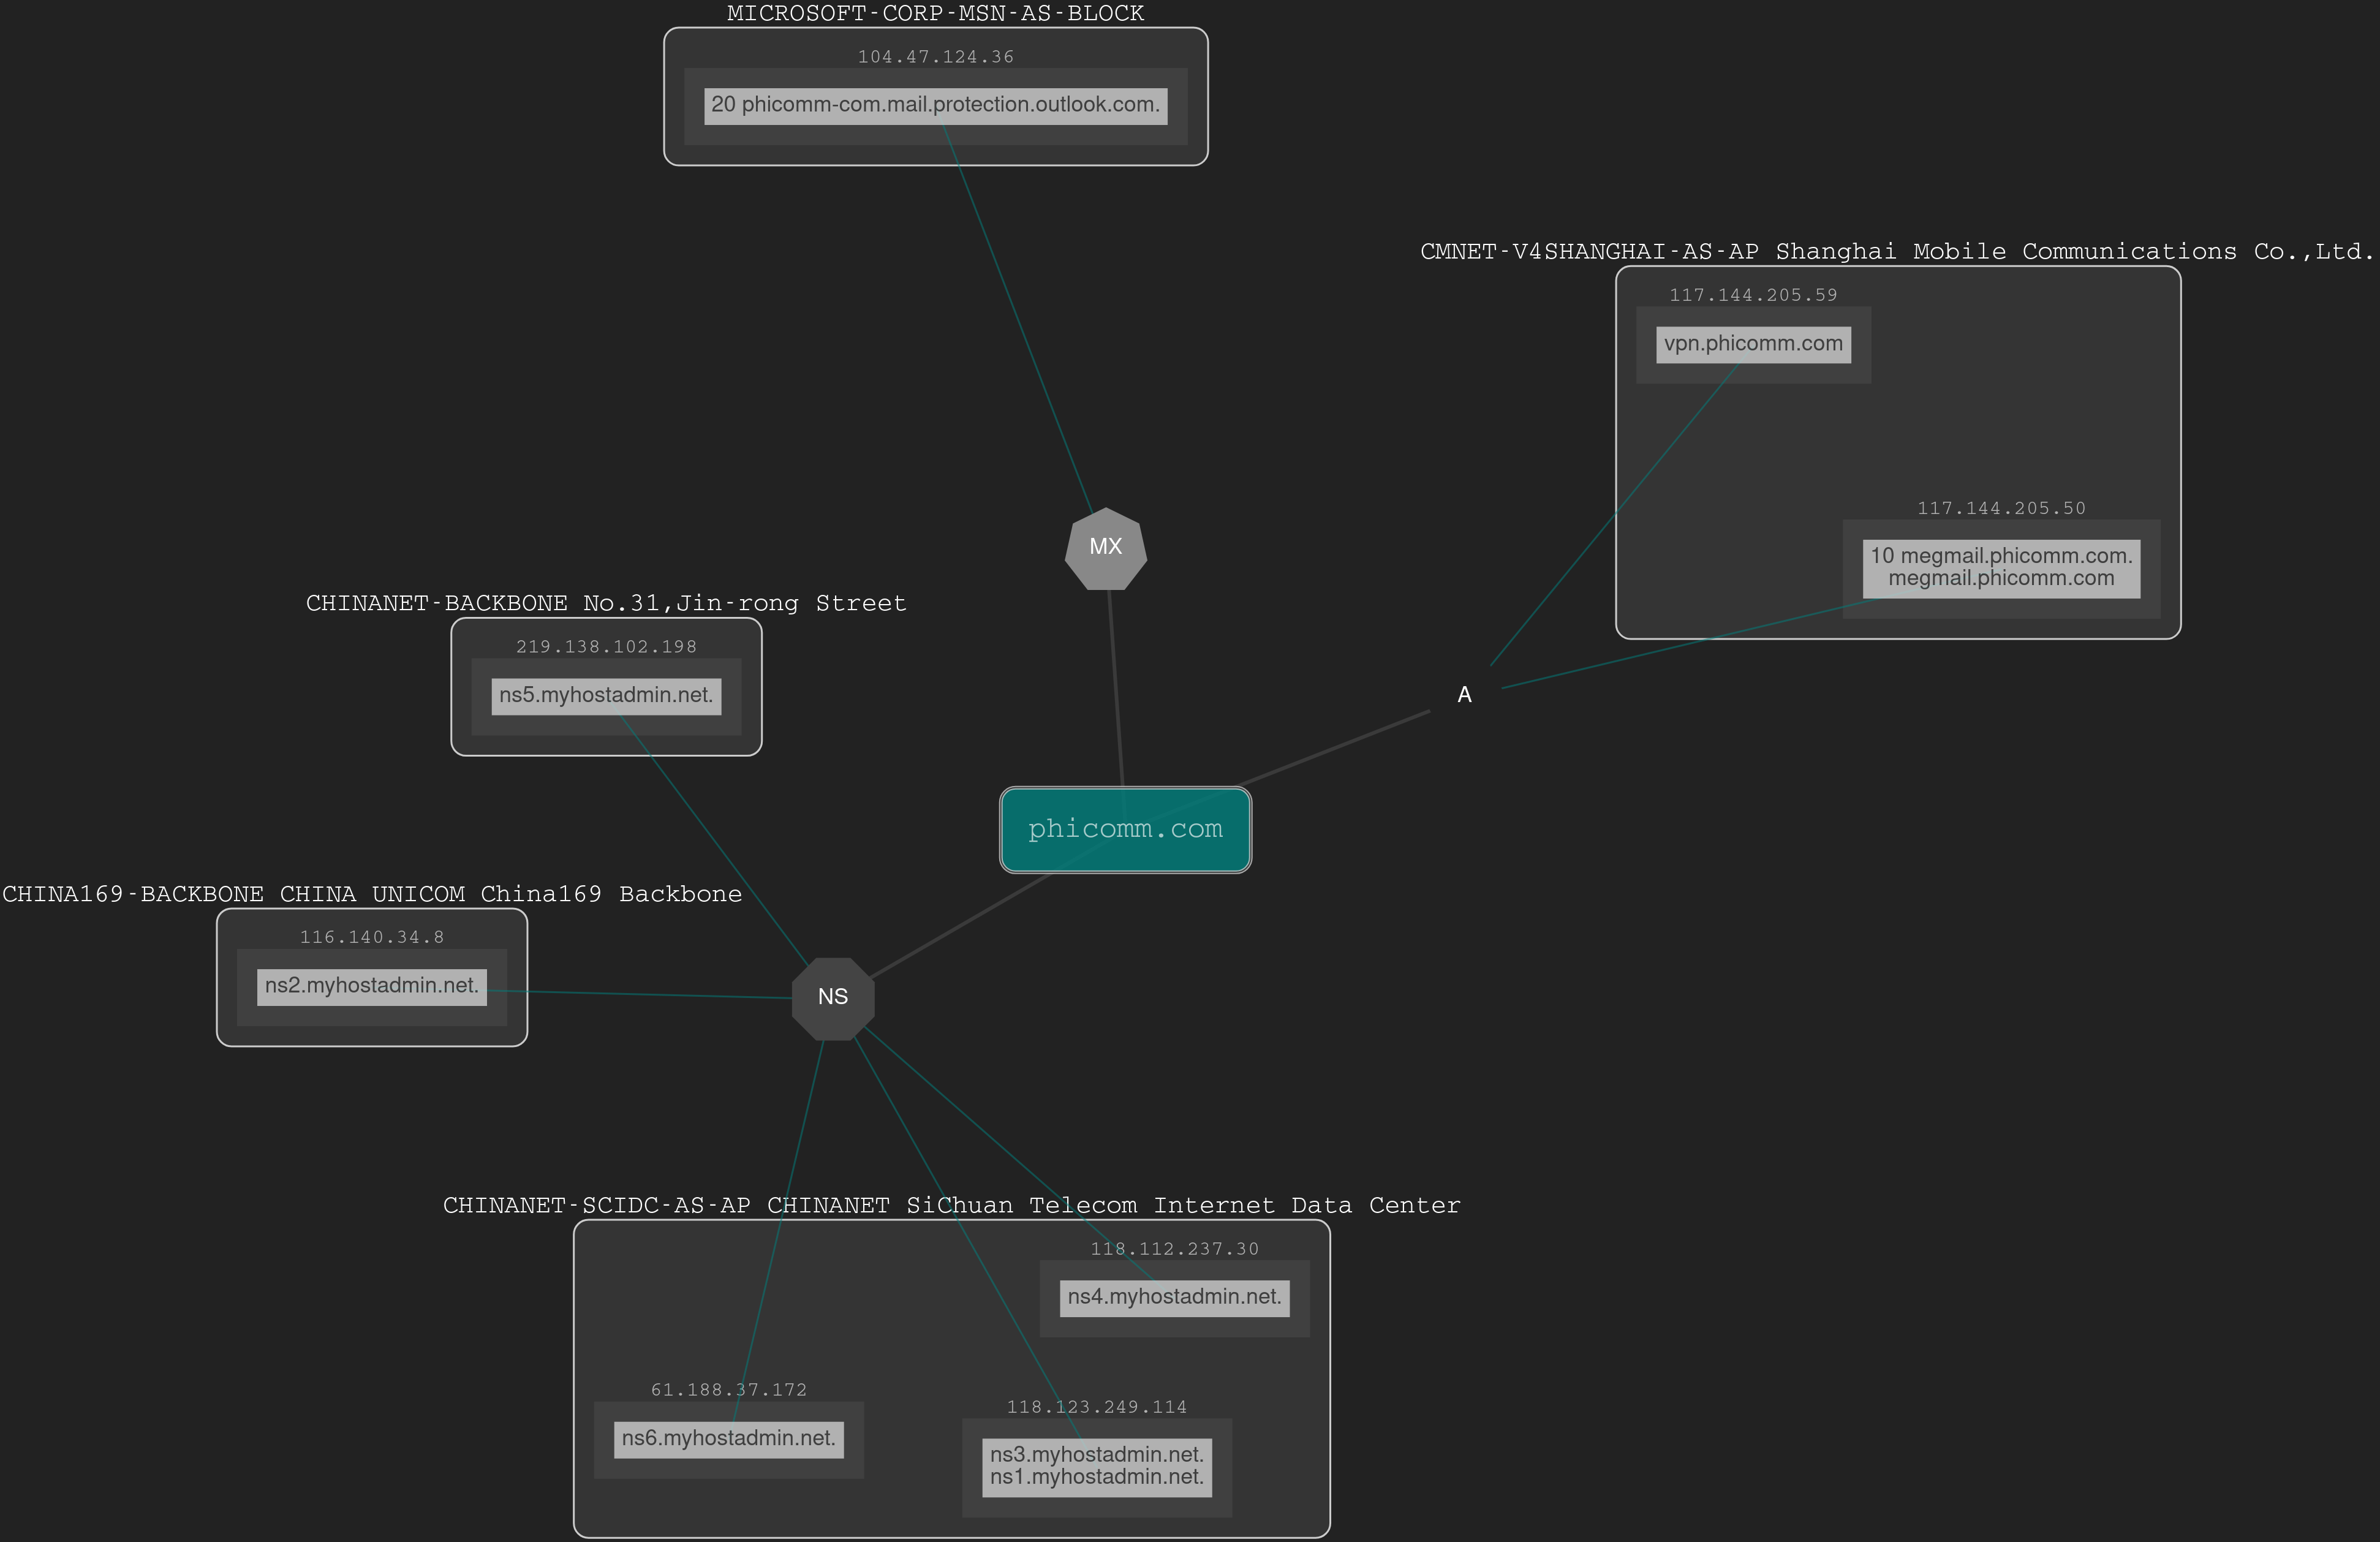 MICROSOFT-CORP-MSN-AS-BLOCK
104.47.124.36
20 phicomm-com.mail.protection.outlook.com.
CMNET-V4SHANGHAI-AS-AP Shanghai Mobile Communications Co.,Ltd.
117.144.205.59
vpn.phicomm.com
117.144.205.50
10 megmail.phicomm.com.
megmail.phicomm.com
MX
CHINANET-BACKBONE No.31,Jin-rong Street
219.138.102.198
ns5.myhostadmin.net.
A
phicomm.com
CHINA169-BACKBONE CHINA UNICOM China169 Backbone
116.140.34.8
ns2.myhostadmin.net.
NS
CHINANET-SCIDC-AS-AP CHINANET SiChuan Telecom Internet Data Center
118.112.237.30
ns4.myhostadmin.net.
61.188.37.172
ns6.myhostadmin.net.
118.123.249.114
ns3.myhostadmin.net.
ns1.myhostadmin.net.